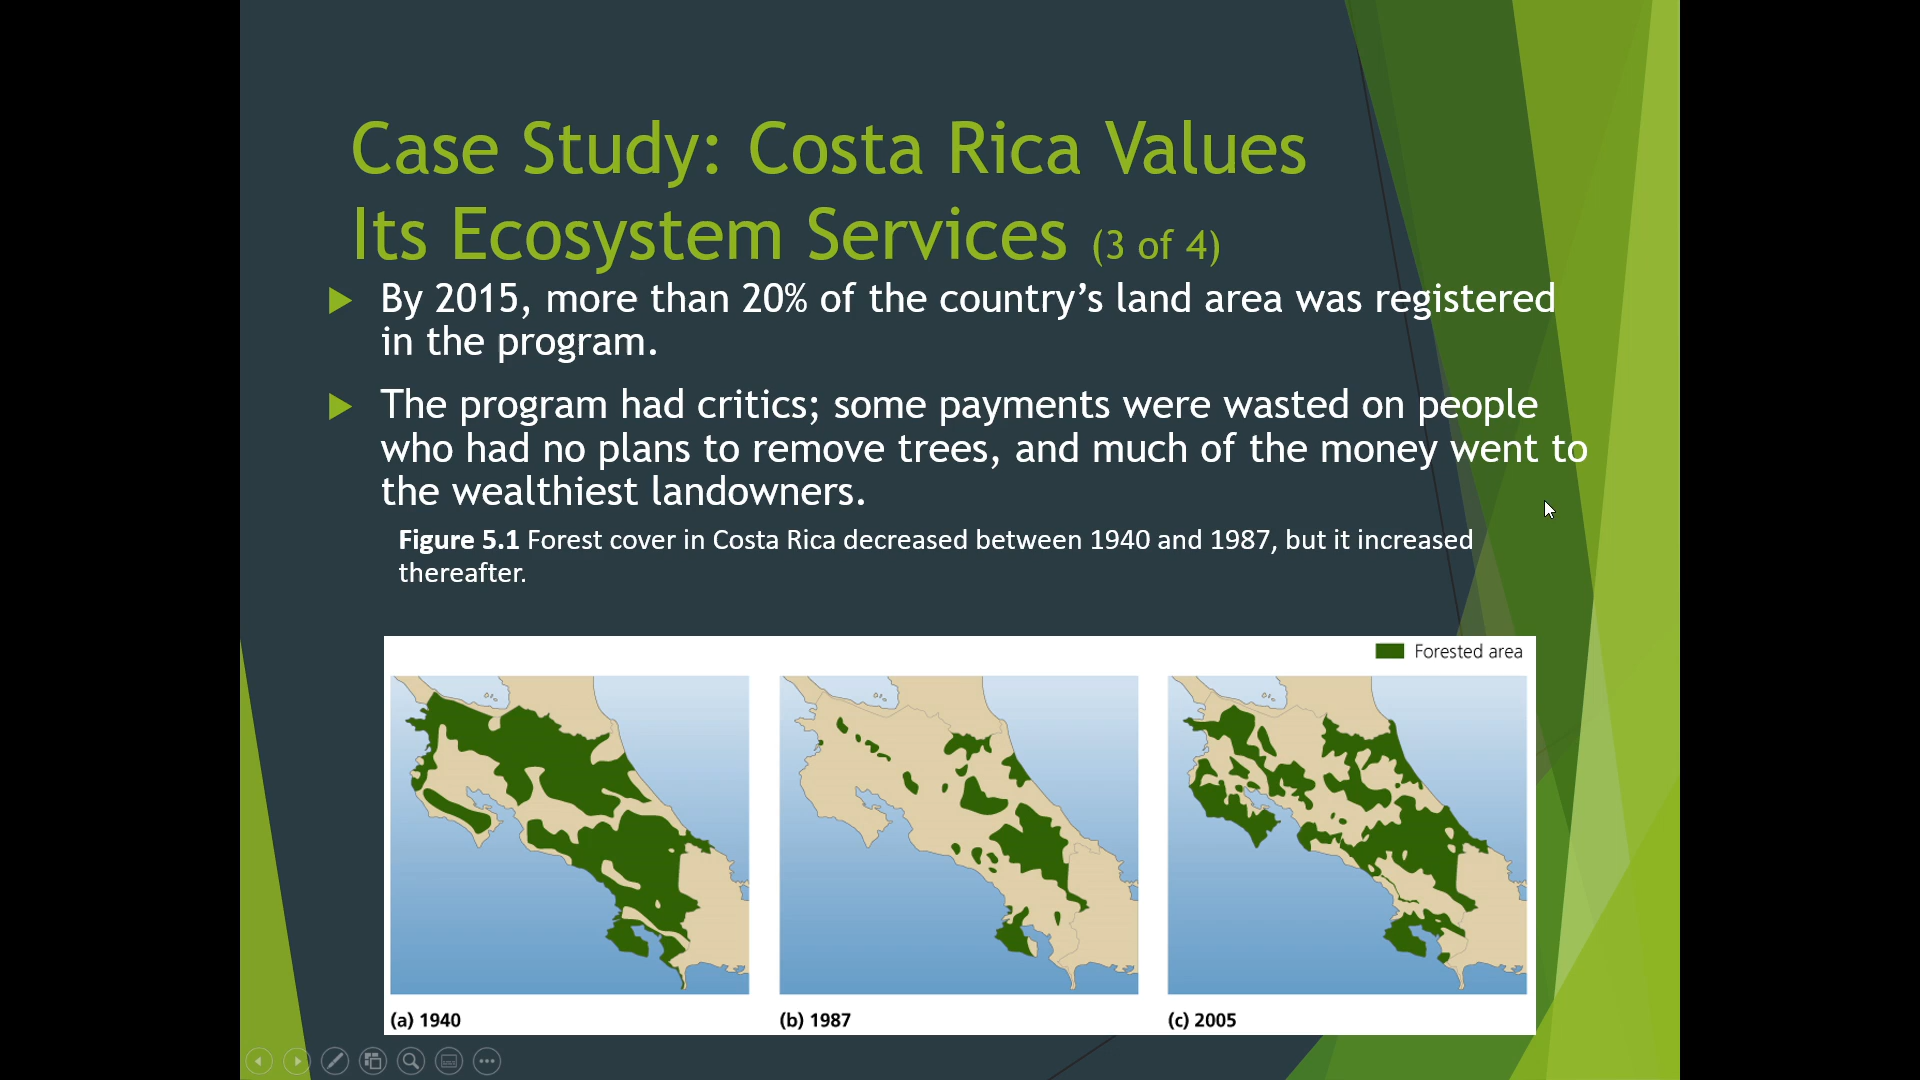 Case Study: Costa Rica Values
Its Ecosystem Services (3 of 4)
By 2015, more than 20% of the country’s land area was registered
in the program.
The program had critics; some payments were wasted on people
who had no plans to remove trees, and much of the money went to
the wealthiest landowners.
Figure 5.1 Forest cover in Costa Rica decreased between 1940 and 1987, but it increased
thereafter.
Forested area
(a) 1940
(b) 1987
(c) 2005